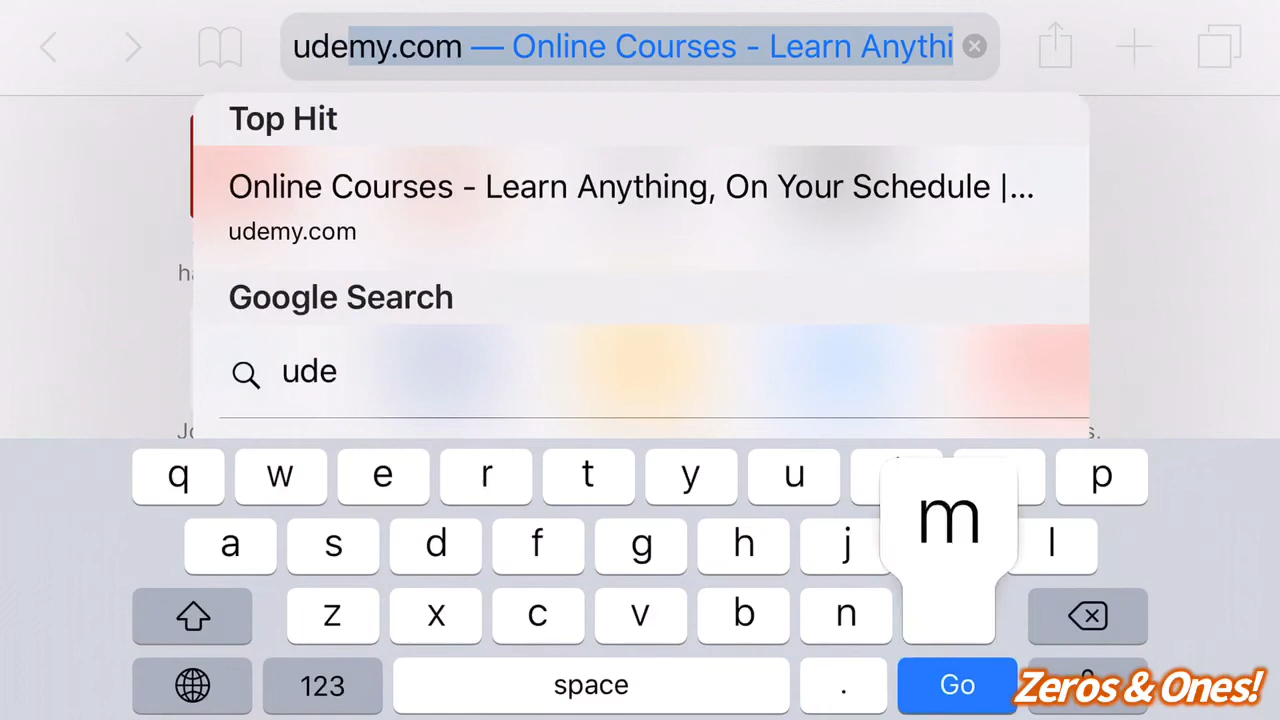 udemy.com — Online Courses - Learn Anythi
Top Hit
Online Courses - Learn Anything, On Your Schedule |...
udemy.com
Google Search
ude
q w e r t y u p
a s d f g h j m l
z x c v b n
123 space . Go
Zeros & Ones!